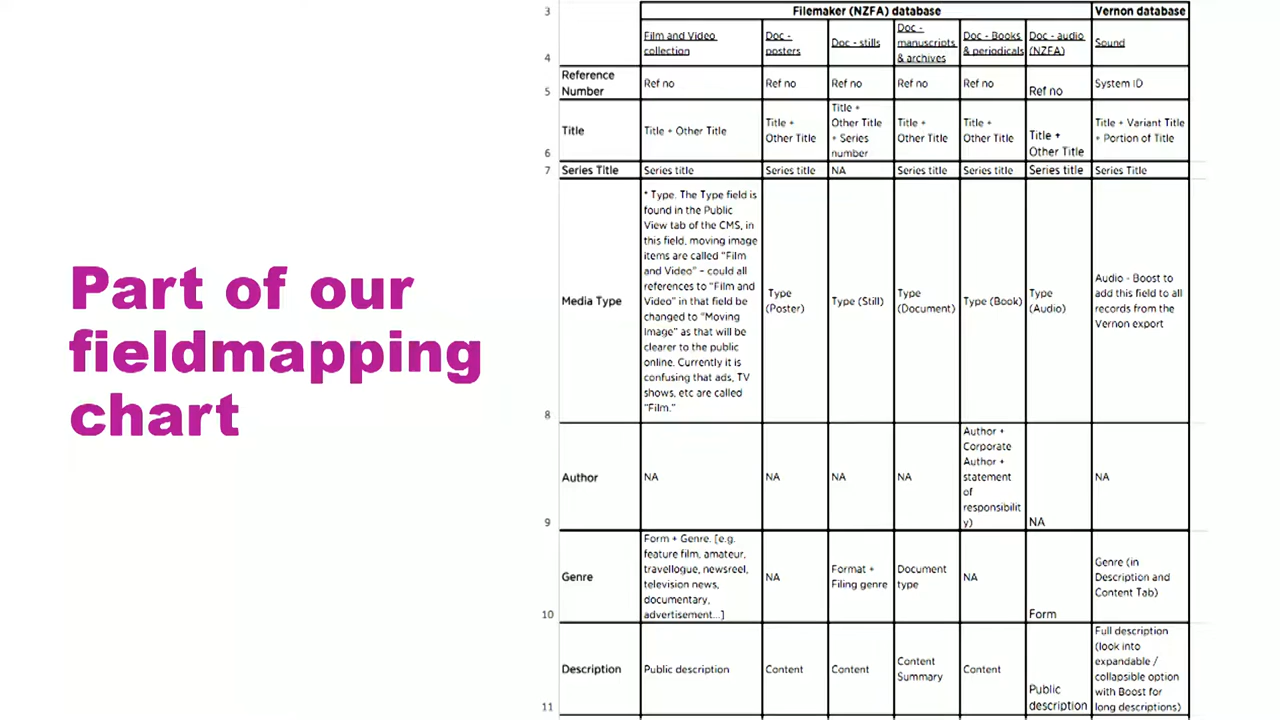 Part of our
fieldmapping
chart
3 Filemaker (NZFA) database Vernon database
4 Film and Video collection Doc - posters Doc - stills Doc - manuscripts & archives Doc - Books & periodicals Doc - audio (NZFA) Sound
5 Reference Number Ref no Ref no Ref no Ref no Ref no Ref no System ID
6 Title Title + Other Title Title + Other Title Title + Other Title + Series number Title + Other Title Title + Other Title Title + Other Title Title + Variant Title + Portion of Title
7 Series Title Series title Series title NA Series title Series title Series title Series Title
8 Media Type * Type. The Type field is found in the Public View tab of the CMS, in this field, moving image items are called "Film and Video" - could all references to "Film and Video" in that field be changed to "Moving Image" as that will be clearer to the public online. Currently it is confusing that ads, TV shows, etc are called "Film." Type (Poster) Type (Still) Type (Document) Type (Book) Type (Audio) Audio - Boost to add this field to all records from the Vernon export
9 Author NA NA NA NA Author + Corporate Author + statement of responsibility) NA NA
10 Genre Form + Genre. [e.g. feature film, amateur, travellogue, newsreel, television news, documentary, advertisement...] NA Format + Filing genre Document type NA Form Genre (in Description and Content Tab)
11 Description Public description Content Content Content Summary Content Public description Full description (look into expandable / collapsible option with Boost for long descriptions)